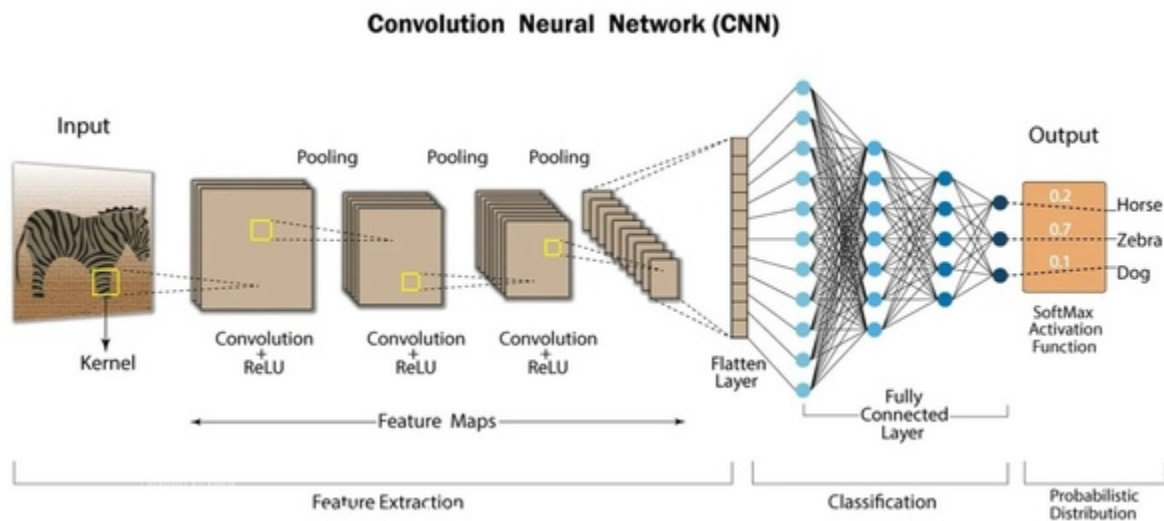 Convolution Neural Network (CNN)
Input
Pooling
Pooling
Pooling
Output
0.2
Horse
0.7
Zebra
0.1
Dog
Kernel
Convolution
+
ReLU
Convolution
+
ReLU
Convolution
+
ReLU
Flatten
Layer
SoftMax
Activation
Function
Feature Maps
Fully
Connected
Layer
Feature Extraction
Classification
Probabilistic
Distribution